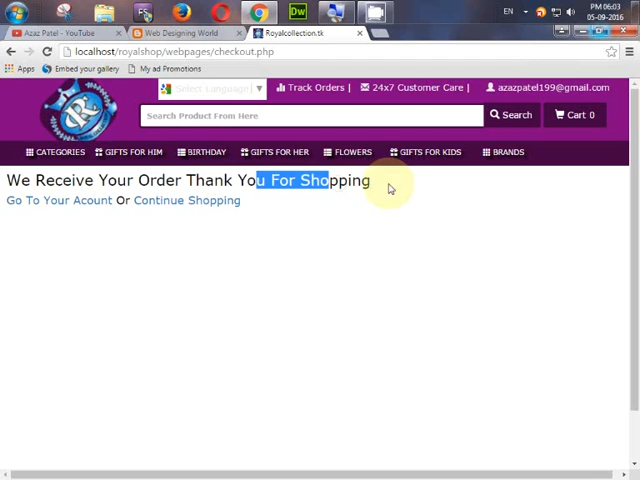 PM 06:03
EN
05-09-2016
Azaz Patel - YouTube
Web Designing World
Royalcollection.tk
localhost/royalshop/webpages/checkout.php
Apps
Embed your gallery
My ad Promotions
Select Language
Track Orders |
24x7 Customer Care |
azazpatel199@gmail.com
Search Product From Here
Search
Cart 0
CATEGORIES
GIFTS FOR HIM
BIRTHDAY
GIFTS FOR HER
FLOWERS
GIFTS FOR KIDS
BRANDS
We Receive Your Order Thank You For Shopping
Go To Your Acount Or Continue Shopping